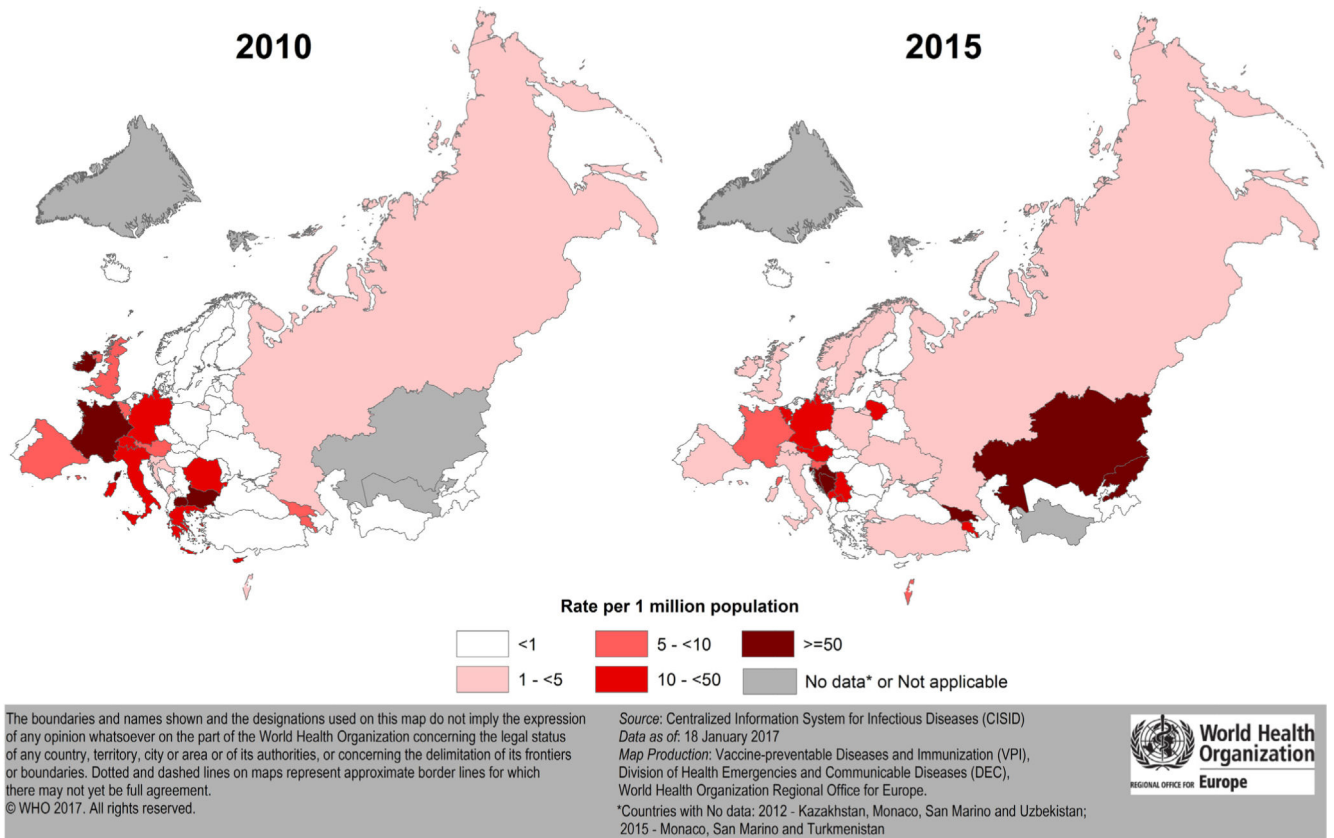 2010
2015
Rate per 1 million population
<1
5 - <10
>=50
1 - <5
10 - <50
No data* or Not applicable
The boundaries and names shown and the designations used on this map do not imply the expression
of any opinion whatsoever on the part of the World Health Organization concerning the legal status
of any country, territory, city or area or of its authorities, or concerning the delimitation of its frontiers
or boundaries. Dotted and dashed lines on maps represent approximate border lines for which
there may not yet be full agreement.
© WHO 2017. All rights reserved.
Source: Centralized Information System for Infectious Diseases (CISID)
Data as of: 18 January 2017
Map Production: Vaccine-preventable Diseases and Immunization (VPI),
Division of Health Emergencies and Communicable Diseases (DEC),
World Health Organization Regional Office for Europe.
*Countries with No data: 2012 - Kazakhstan, Monaco, San Marino and Uzbekistan;
2015 - Monaco, San Marino and Turkmenistan
World Health
Organization
REGIONAL OFFICE FOR Europe